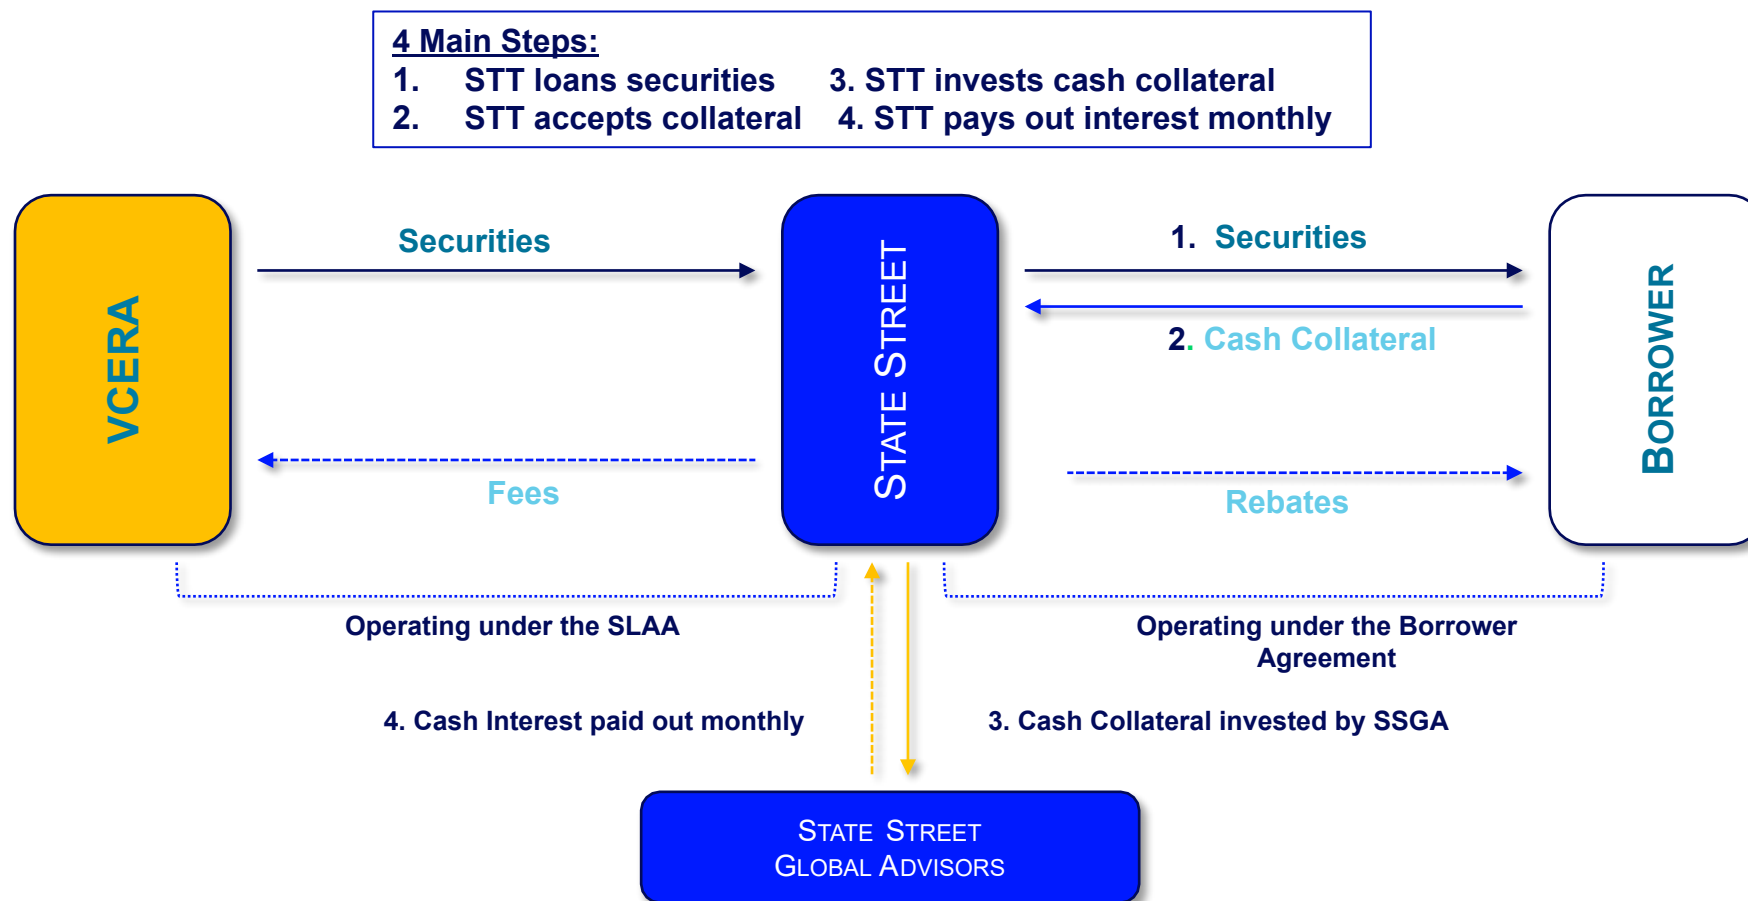 4 Main Steps:
1. STT loans securities 3. STT invests cash collateral
2. STT accepts collateral 4. STT pays out interest monthly
VCERA
Securities
STATE STREET
1. Securities
2. Cash Collateral
BORROWER
Fees
Rebates
Operating under the SLAA
Operating under the Borrower
Agreement
4. Cash Interest paid out monthly
3. Cash Collateral invested by SSGA
STATE STREET
GLOBAL ADVISORS